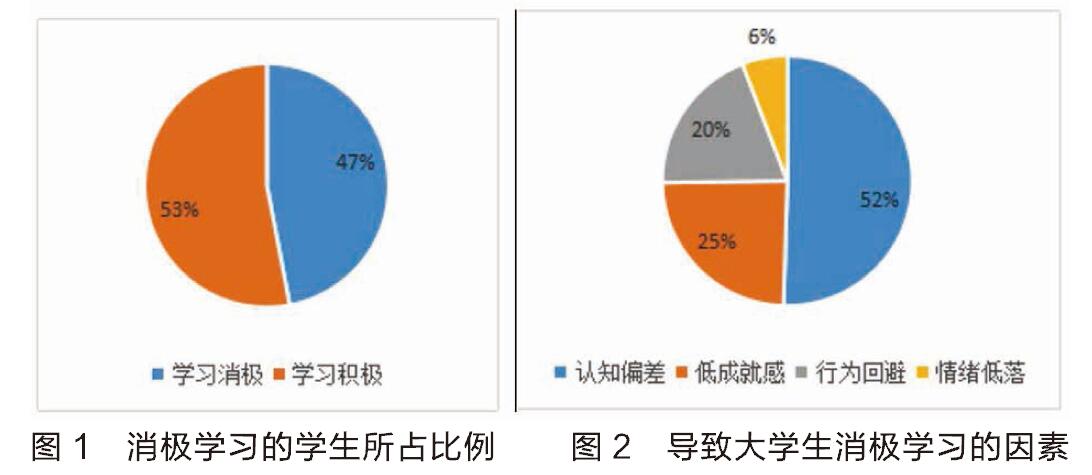 47%
53%
学习消极 学习积极
图 1 消极学习的学生所占比例
6%
20%
52%
25%
认知偏差 低成就感 行为回避 情绪低落
图 2 导致大学生消极学习的因素